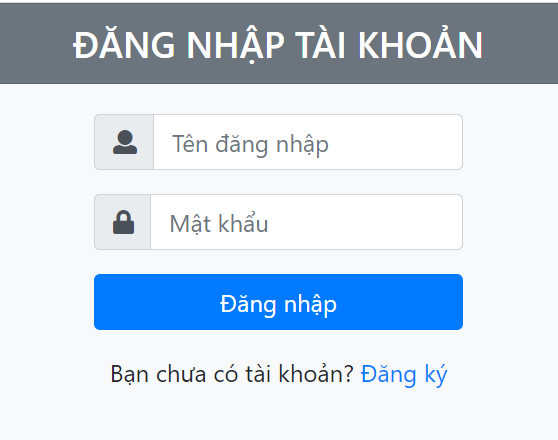 ĐĂNG NHẬP TÀI KHOẢN
Tên đăng nhập
Mật khẩu
Đăng nhập
Bạn chưa có tài khoản? Đăng ký